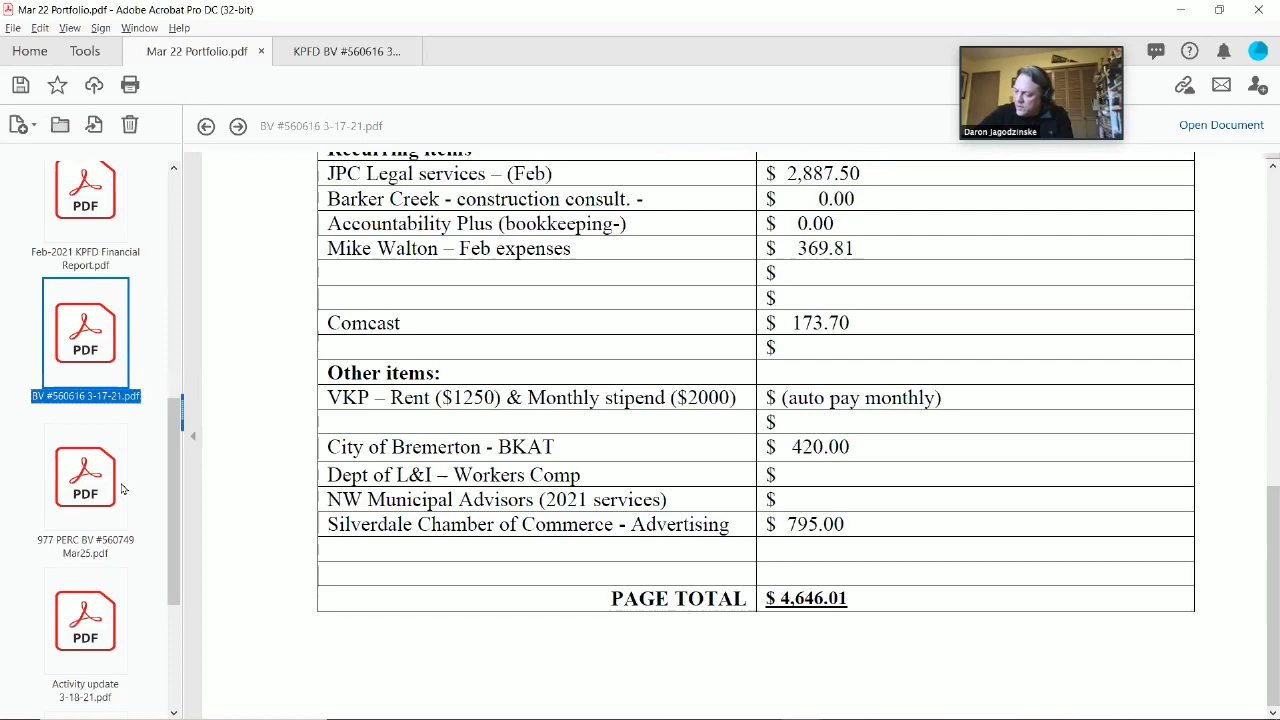 Mar 22 Portfolio.pdf - Adobe Acrobat Pro DC (32-bit)
File Edit View Sign Window Help
Home Tools Mar 22 Portfolio.pdf × KPFD BV #560616 3...
BV #560616 3-17-21.pdf
Daron Jagodzinske
Open Document
PDF
Feb-2021 KPFD Financial
Report.pdf
PDF
BV #560616 3-17-21.pdf
PDF
977 PERC BV #560749
Mar25.pdf
PDF
Activity update
3-18-21.pdf
Recurring items
JPC Legal services – (Feb) $ 2,887.50
Barker Creek - construction consult. - $ 0.00
Accountability Plus (bookkeeping-) $ 0.00
Mike Walton – Feb expenses $ 369.81
$
$
Comcast $ 173.70
$
Other items:
VKP – Rent ($1250) & Monthly stipend ($2000) $ (auto pay monthly)
$
City of Bremerton - BKAT $ 420.00
Dept of L&I – Workers Comp $
NW Municipal Advisors (2021 services) $
Silverdale Chamber of Commerce - Advertising $ 795.00
PAGE TOTAL $ 4,646.01